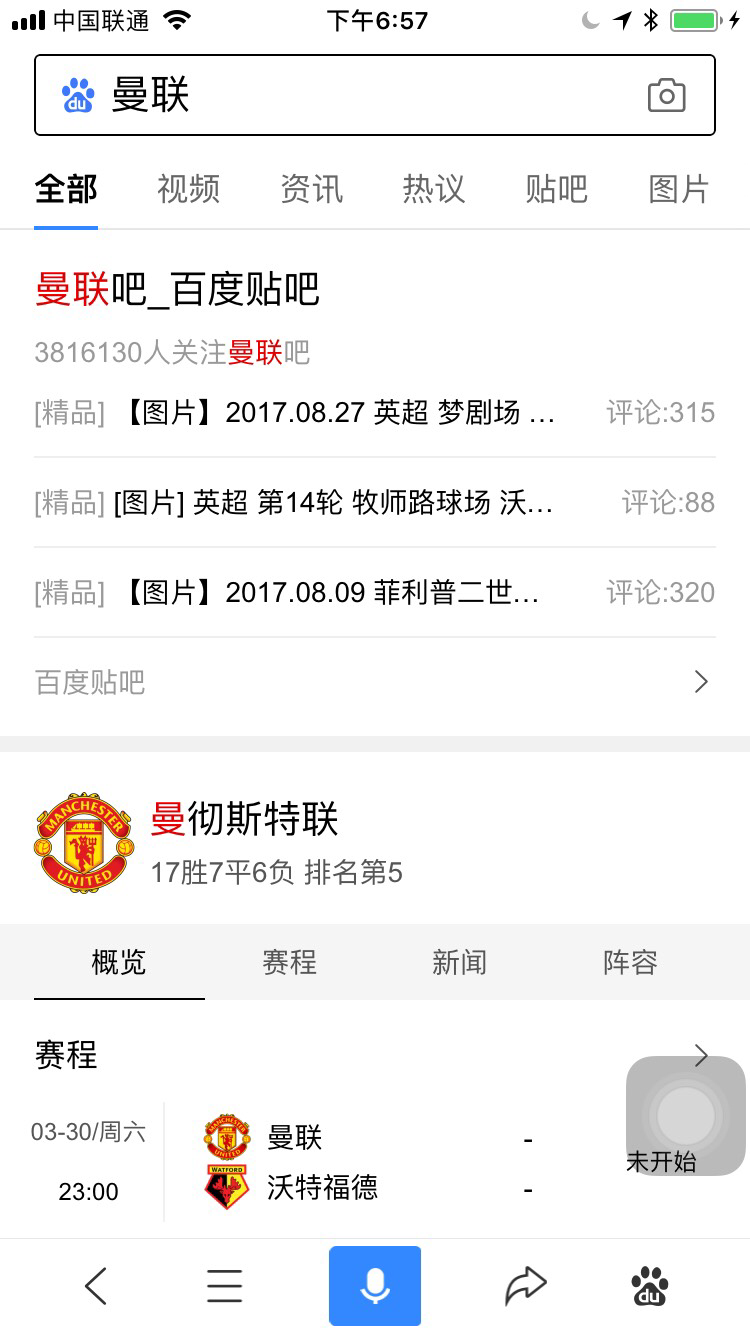 中国联通
下午6:57
du 曼联
全部 视频 资讯 热议 贴吧 图片
曼联吧_百度贴吧
3816130人关注曼联吧
[精品] 【图片】2017.08.27 英超 梦剧场 … 评论:315
[精品] [图片] 英超 第14轮 牧师路球场 沃… 评论:88
[精品] 【图片】2017.08.09 菲利普二世… 评论:320
百度贴吧
MANCHESTER
UNITED
曼彻斯特联
17胜7平6负 排名第5
概览 赛程 新闻 阵容
赛程
03-30/周六
23:00
MANCHESTER
UNITED
曼联 -
WATFORD
沃特福德 -
未开始
du